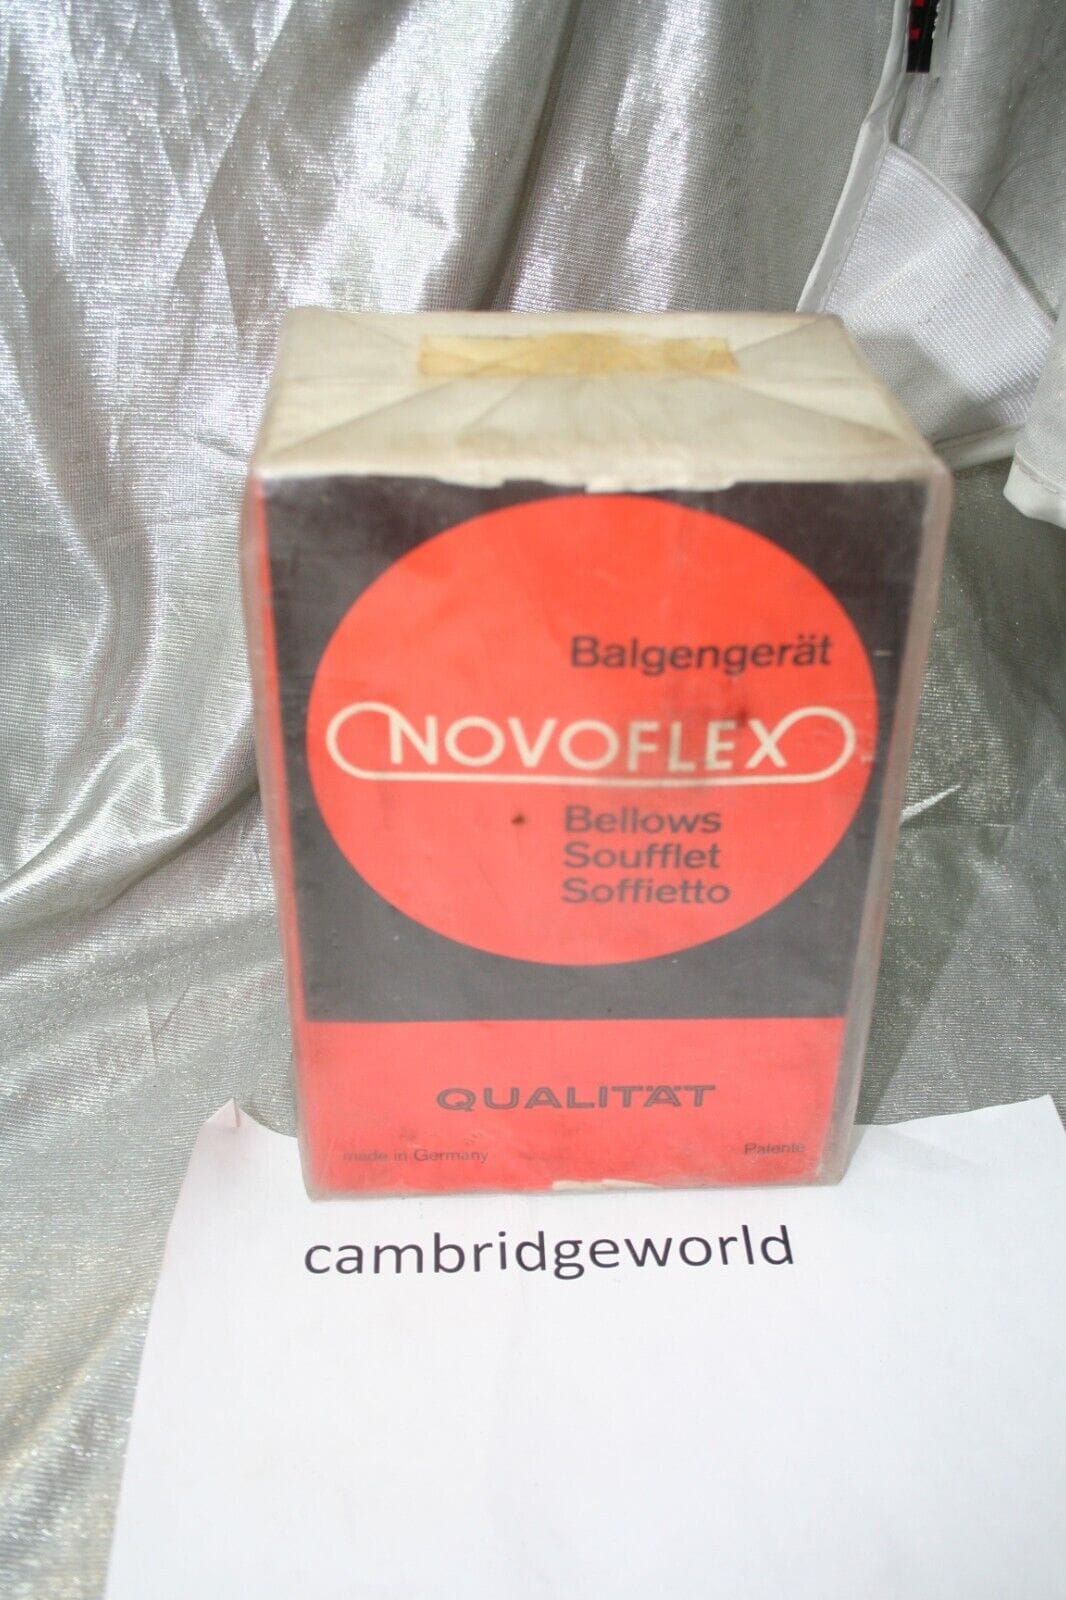 Balgengerät
NOVOFLEX
Bellows
Soufflet
Soffietto
QUALITÄT
made in Germany
Patente
cambridgeworld